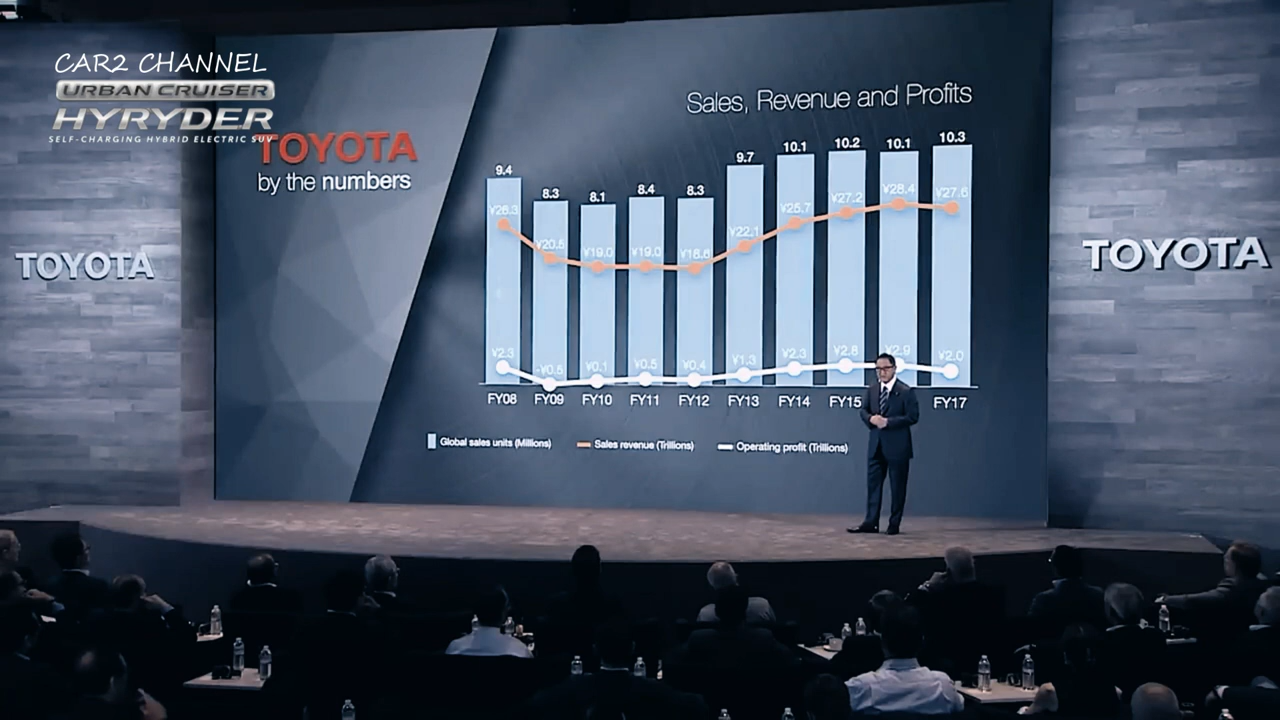 CAR2 CHANNEL
URBAN CRUISER
HYRYDER
SELF-CHARGING HYBRID ELECTRIC SUV
TOYOTA
by the numbers
Sales, Revenue and Profits
9.4 8.3 8.1 8.4 8.3 9.7 10.1 10.2 10.1 10.3
¥26.3 ¥20.5 ¥19.0 ¥19.0 ¥18.6 ¥22.1 ¥25.7 ¥27.2 ¥28.4 ¥27.6
¥2.3 -¥0.5 ¥0.1 ¥0.5 ¥0.4 ¥1.3 ¥2.3 ¥2.8 ¥2.9 ¥2.0
FY08 FY09 FY10 FY11 FY12 FY13 FY14 FY15 FY17
Global sales units (Millions) Sales revenue (Trillions) Operating profit (Trillions)
TOYOTA
TOYOTA